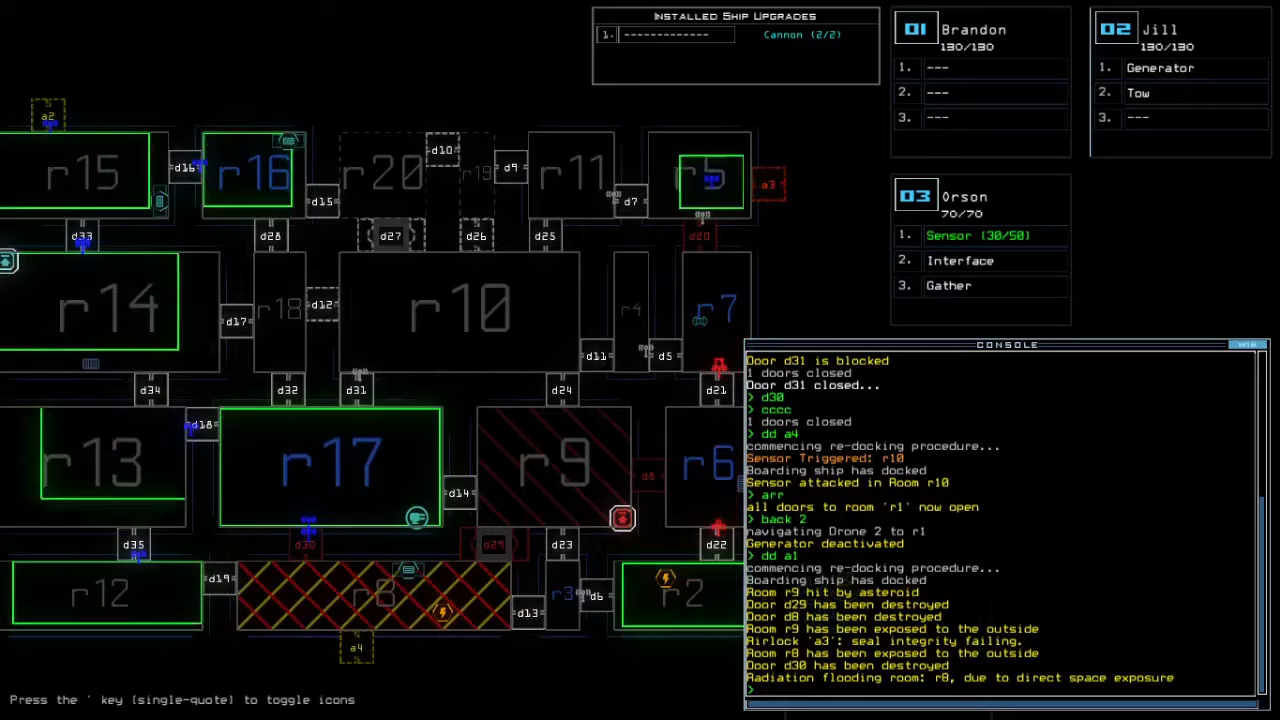 Installed Ship Upgrades
1. -------------
Cannon (2/2)
01 Brandon
130/130
1. ---
2. ---
3. ---
02 Jill
130/130
1. Generator
2. Tow
3. ---
03 Orson
70/70
1. Sensor (30/50)
2. Interface
3. Gather
a2
r15
d16
r16
d15
r20
d10
r19
d9
r11
d7
r5
a3
d33
d28
d27
d26
d25
d20
r14
d17
r18
d12
r10
d11
r4
d5
r7
d34
d32
d31
d24
d21
r13
d18
r17
d14
r9
d8
r6
d35
d30
d29
d23
d22
r12
d19
r8
d13
r3
d6
r2
a4
CONSOLE
MIN
Door d31 is blocked
1 doors closed
Door d31 closed...
> d30
> cccc
1 doors closed
> dd a4
commencing re-docking procedure...
Sensor Triggered: r10
Boarding ship has docked
Sensor attacked in Room r10
> arr
all doors to room 'r1' now open
> back 2
navigating Drone 2 to r1
Generator deactivated
> dd a1
commencing re-docking procedure...
Boarding ship has docked
Room r9 hit by asteroid
Door d29 has been destroyed
Door d8 has been destroyed
Room r9 has been exposed to the outside
Airlock 'a3': seal integrity failing.
Room r8 has been exposed to the outside
Door d30 has been destroyed
Radiation flooding room: r8, due to direct space exposure
>
Press the ' key (single-quote) to toggle icons